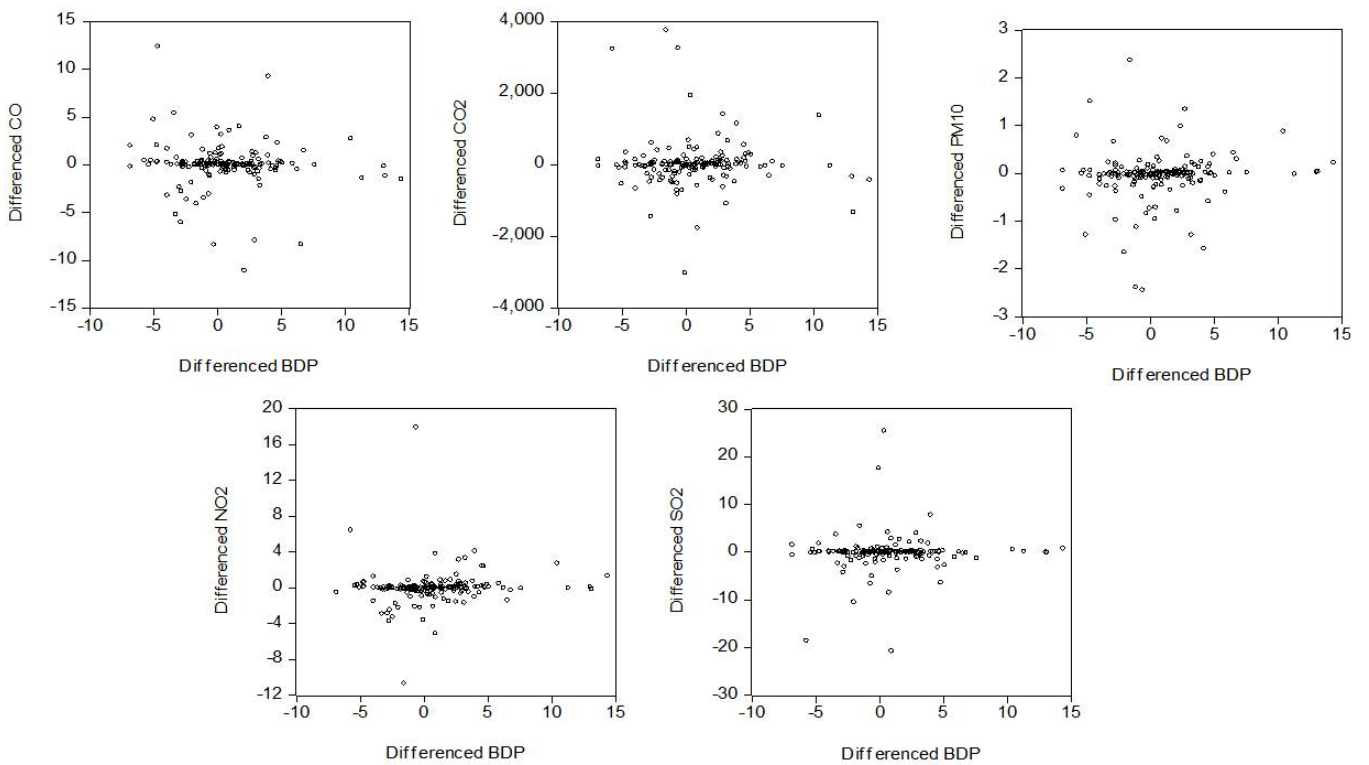 15
10
5
0
-5
-10
-15
Differenced CO
-10 -5 0 5 10 15
Differenced BDP
4,000
2,000
0
-2,000
-4,000
Differenced CO2
-10 -5 0 5 10 15
Differenced BDP
3
2
1
0
-1
-2
-3
Differenced PM10
-10 -5 0 5 10 15
Differenced BDP
20
16
12
8
4
0
-4
-8
-12
Differenced NO2
-10 -5 0 5 10 15
Differenced BDP
30
20
10
0
-10
-20
-30
Differenced SO2
-10 -5 0 5 10 15
Differenced BDP